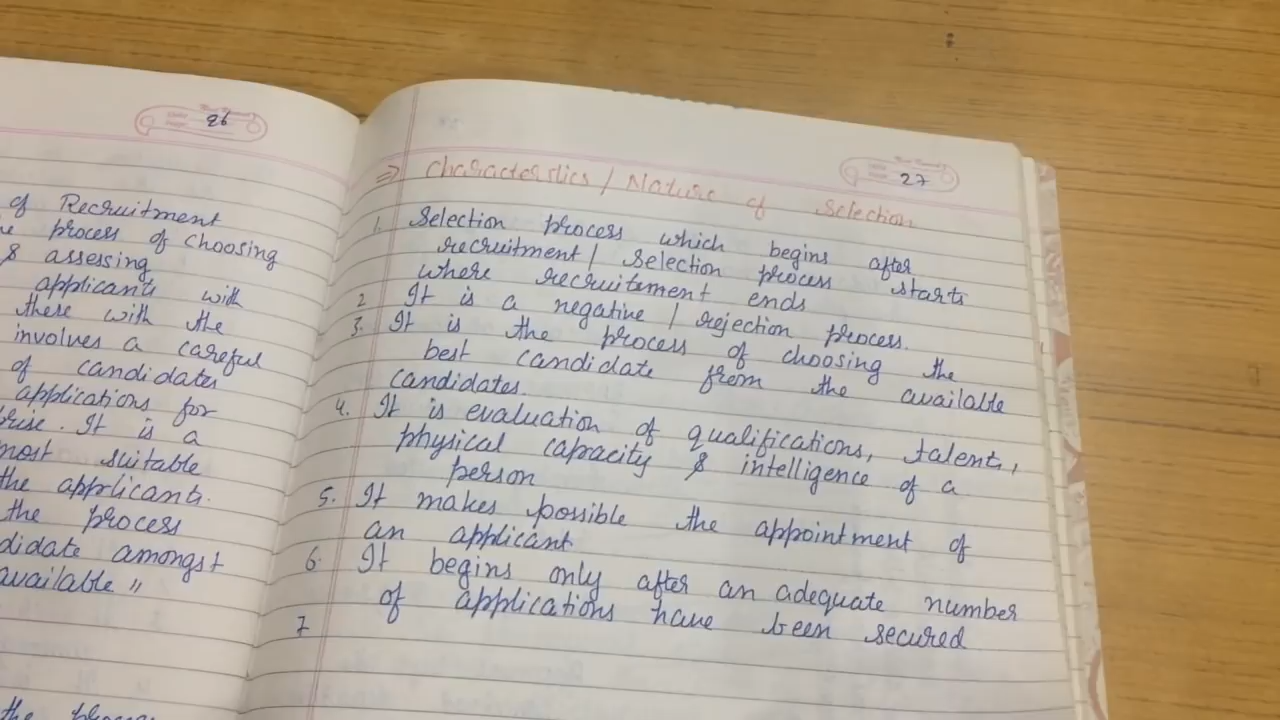 26
of Recruitment
process of choosing
& assessing
applicants with
these with the
involves a careful
of candidates
applications for
It is a
most suitable
the applicants.
the process
didate amongst
available "
the
27
=> Characteristics / Nature of Selection
1. Selection process which begins after
recruitment / selection process starts
where recruitement ends
2 It is a negative / rejection process.
3. It is the process of choosing the
best candidate from the available
candidates.
4. It is evaluation of qualifications, talents,
physical capacity & intelligence of a
person
5. It makes possible the appointment of
an applicant
6. It begins only after an adequate number
of applications have been secured
7